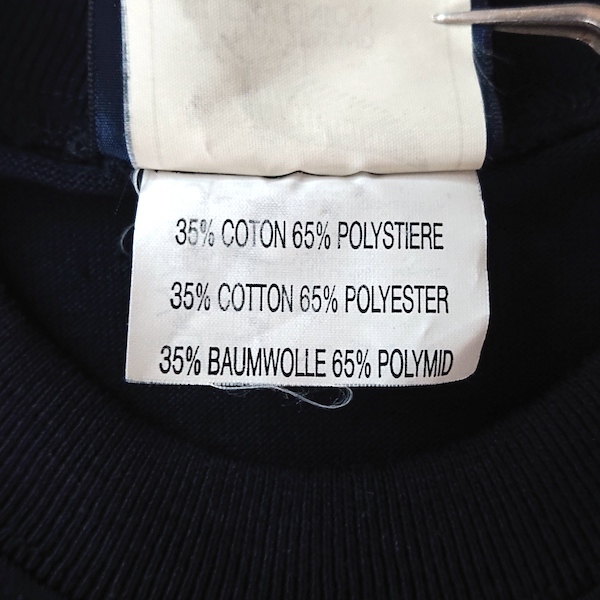 35% COTON 65% POLYSTIERE
35% COTTON 65% POLYESTER
35% BAUMWOLLE 65% POLYMID